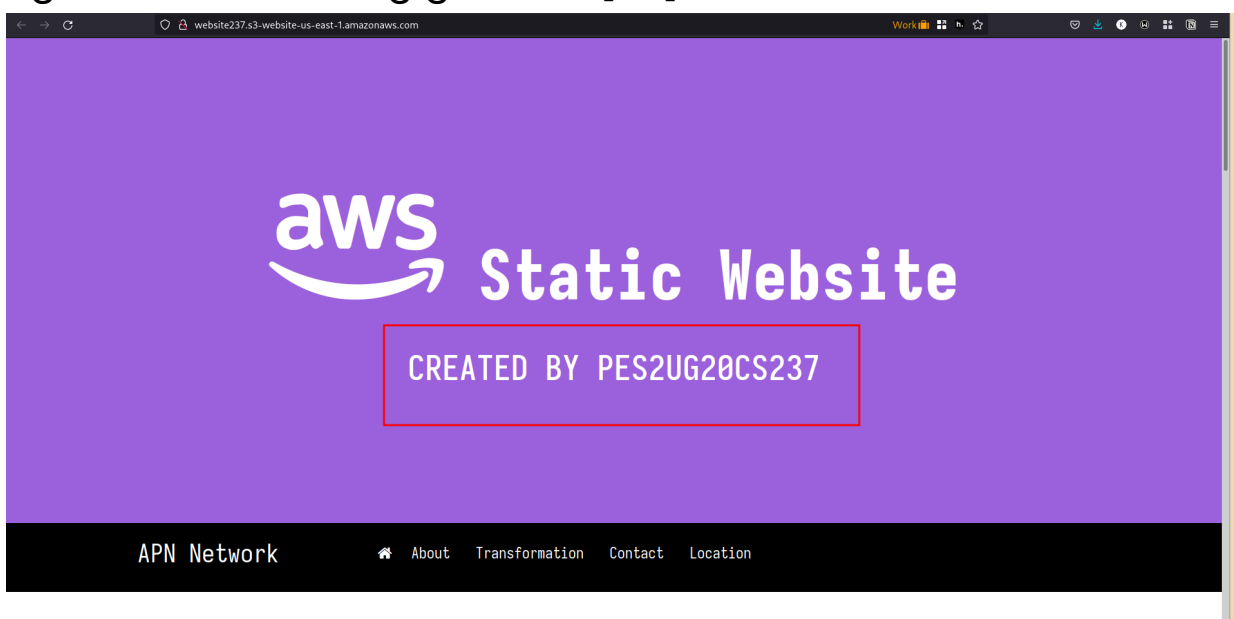 website237.s3-website-us-east-1.amazonaws.com
Work
aws
Static Website
CREATED BY PES2UG20CS237
APN Network
About Transformation Contact Location